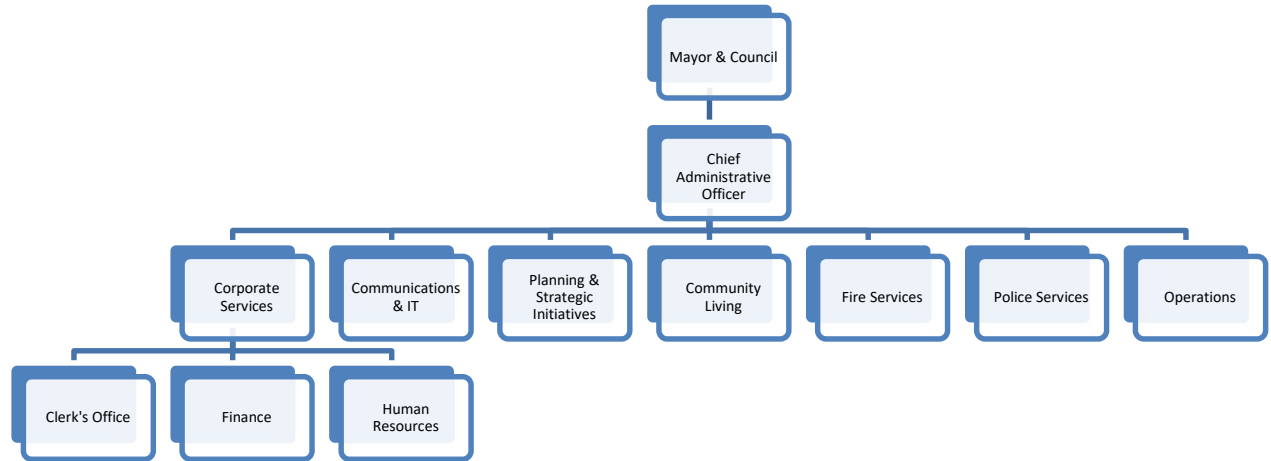 Mayor & Council
Chief
Administrative
Officer
Corporate
Services
Communications
& IT
Planning &
Strategic
Initiatives
Community
Living
Fire Services
Police Services
Operations
Clerk's Office
Finance
Human
Resources